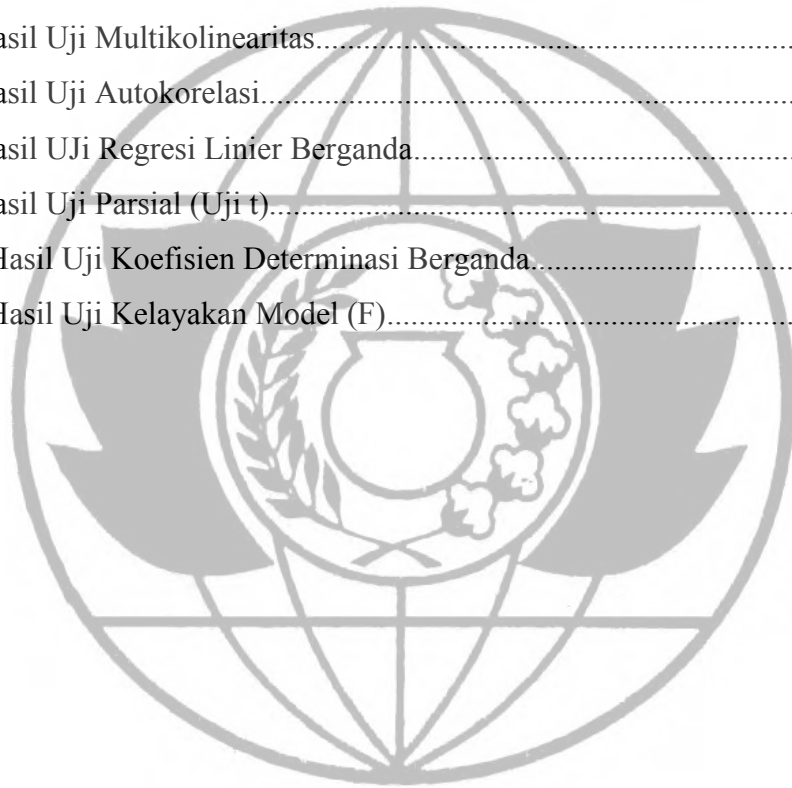 asil Uji Multikolinearitas..........................................................
asil Uji Autokorelasi.................................................................
asil UJi Regresi Linier Berganda..............................................
asil Uji Parsial (Uji t)................................................................
Hasil Uji Koefisien Determinasi Berganda................................
Hasil Uji Kelayakan Model (F)..................................................